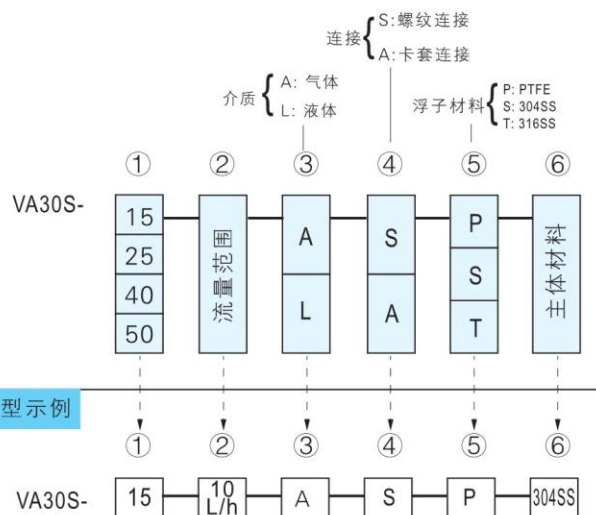 S:螺纹连接
连接
A:卡套连接
A: 气体
介质
L: 液体
P: PTFE
浮子材料
S: 304SS
T: 316SS
① ② ③ ④ ⑤ ⑥
VA30S-
15
25
40
50
流量范围
A
L
S
A
P
S
T
主体材料
型示例
① ② ③ ④ ⑤ ⑥
VA30S- 15 10 L/h A S P 304SS